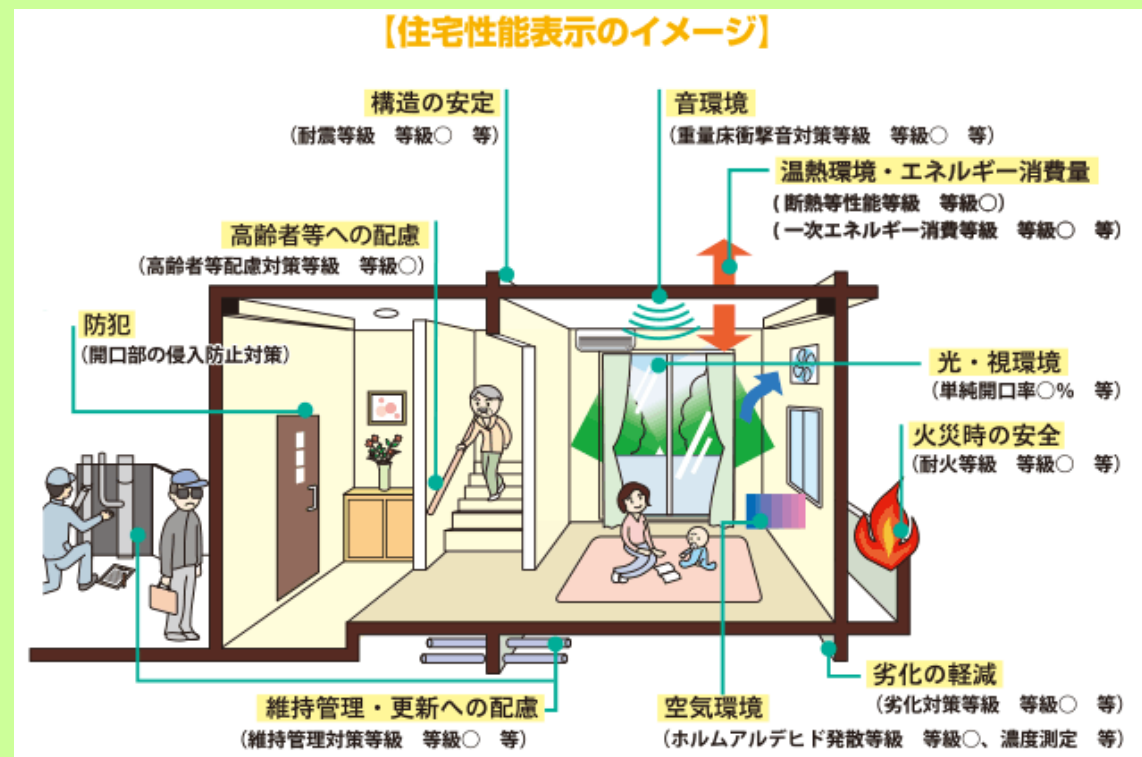 【住宅性能表示のイメージ】
構造の安定
（耐震等級　等級○　等）
音環境
（重量床衝撃音対策等級　等級○　等）
温熱環境・エネルギー消費量
(断熱等性能等級　等級○)
(一次エネルギー消費等級　等級○　等)
高齢者等への配慮
（高齢者等配慮対策等級　等級○）
防犯
（開口部の侵入防止対策）
光・視環境
（単純開口率○%　等）
火災時の安全
（耐火等級　等級○　等）
劣化の軽減
（劣化対策等級　等級○　等）
維持管理・更新への配慮
（維持管理対策等級　等級○　等）
空気環境
（ホルムアルデヒド発散等級　等級○、濃度測定　等）